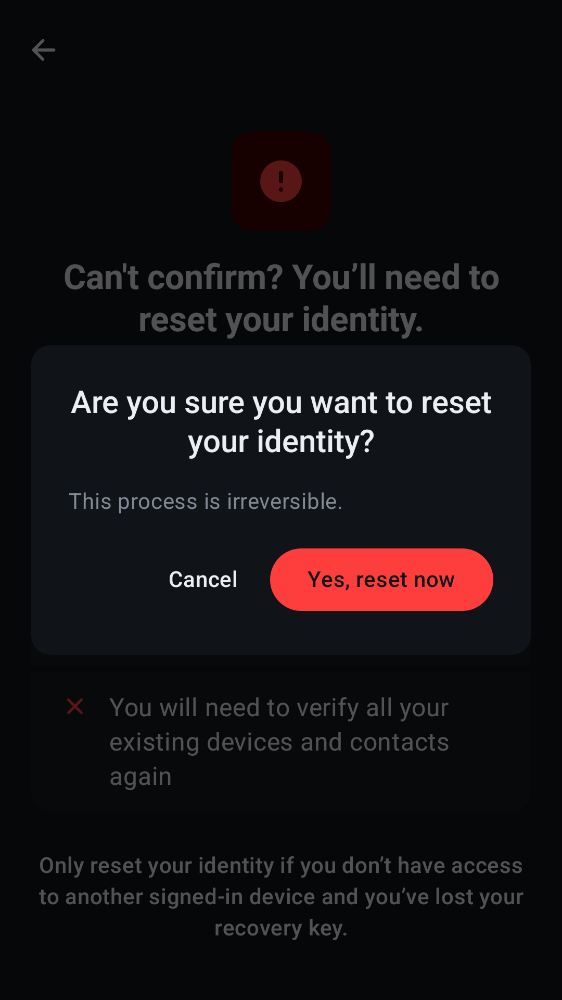 Can't confirm? You’ll need to
reset your identity.
Are you sure you want to reset
your identity?
This process is irreversible.
Cancel
Yes, reset now
You will need to verify all your
existing devices and contacts
again
Only reset your identity if you don’t have access
to another signed-in device and you’ve lost your
recovery key.